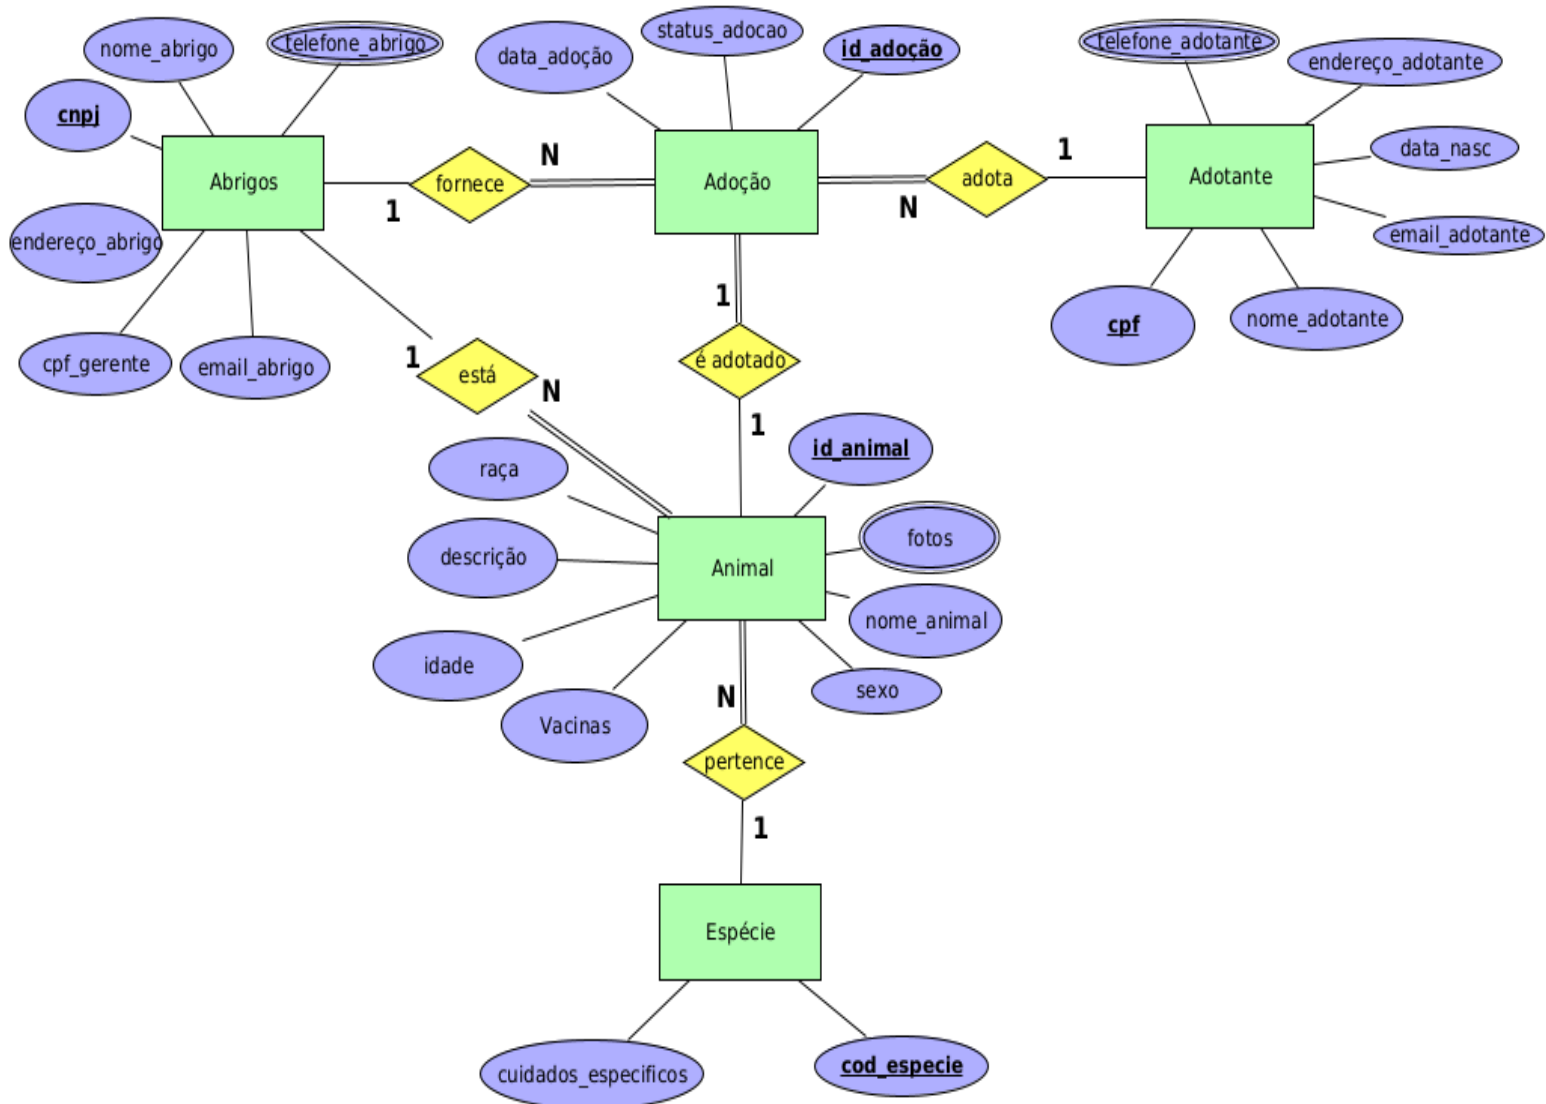 nome_abrigo
telefone_abrigo
cnpj
Abrigos
endereço_abrigo
cpf_gerente
email_abrigo
1
fornece
N
data_adoção
status_adocao
id_adoção
Adoção
N
adota
1
telefone_adotante
endereço_adotante
data_nasc
Adotante
email_adotante
cpf
nome_adotante
1
está
N
1
é adotado
1
raça
id_animal
descrição
fotos
Animal
nome_animal
idade
sexo
Vacinas
N
pertence
1
Espécie
cuidados_especificos
cod_especie